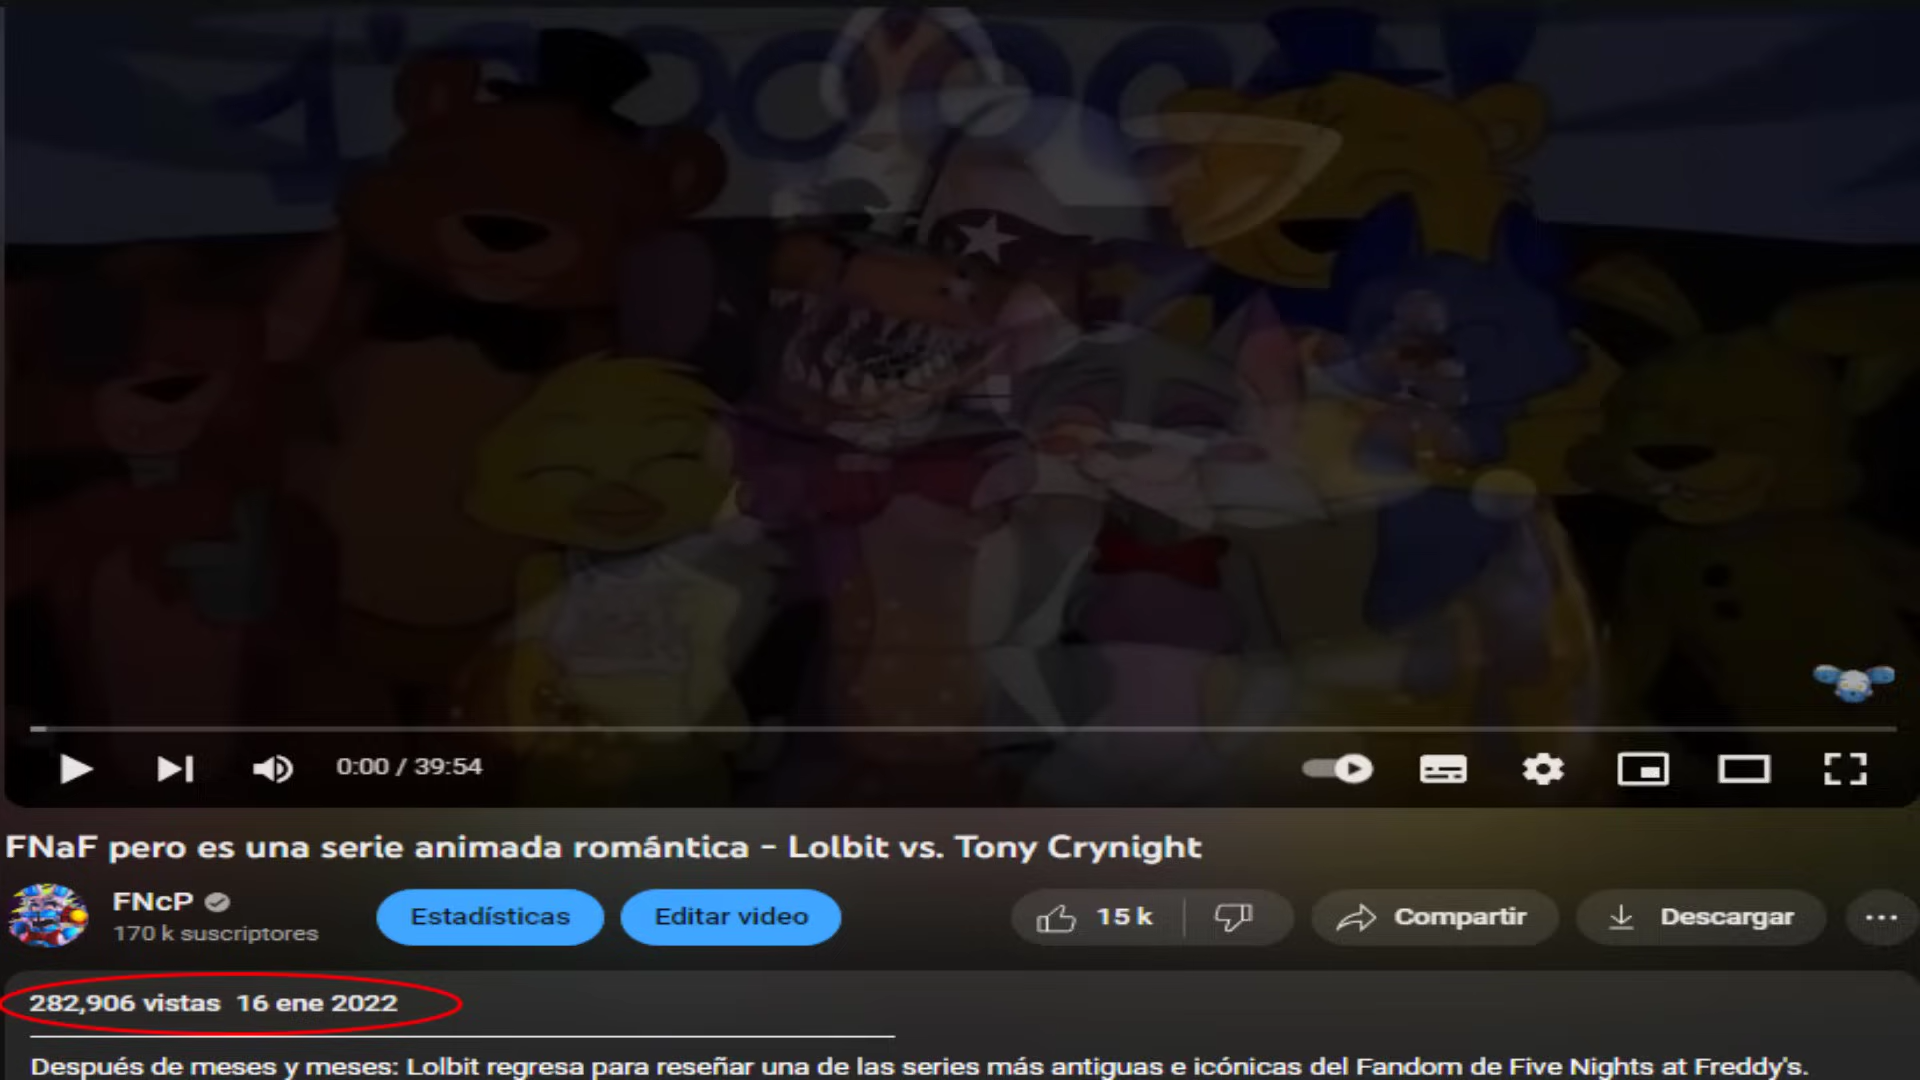 0:00 / 39:54
FNaF pero es una serie animada romántica - Lolbit vs. Tony Crynight
FNcP
170 k suscriptores
Estadísticas
Editar video
15 k
Compartir
Descargar
282,906 vistas 16 ene 2022
Después de meses y meses: Lolbit regresa para reseñar una de las series más antiguas e icónicas del Fandom de Five Nights at Freddy's.